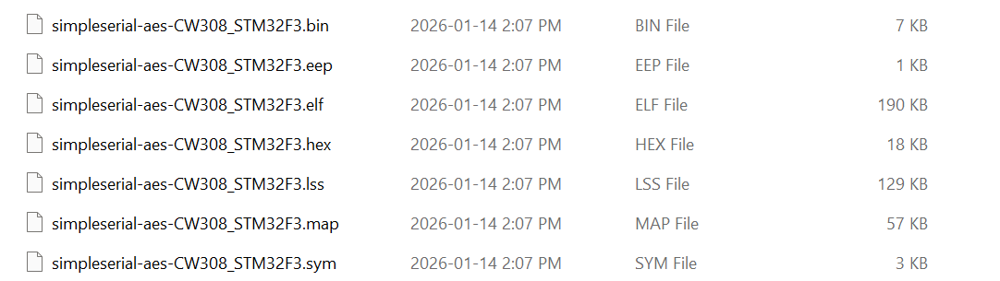 simpleserial-aes-CW308_STM32F3.bin 2026-01-14 2:07 PM BIN File 7 KB
simpleserial-aes-CW308_STM32F3.eep 2026-01-14 2:07 PM EEP File 1 KB
simpleserial-aes-CW308_STM32F3.elf 2026-01-14 2:07 PM ELF File 190 KB
simpleserial-aes-CW308_STM32F3.hex 2026-01-14 2:07 PM HEX File 18 KB
simpleserial-aes-CW308_STM32F3.lss 2026-01-14 2:07 PM LSS File 129 KB
simpleserial-aes-CW308_STM32F3.map 2026-01-14 2:07 PM MAP File 57 KB
simpleserial-aes-CW308_STM32F3.sym 2026-01-14 2:07 PM SYM File 3 KB